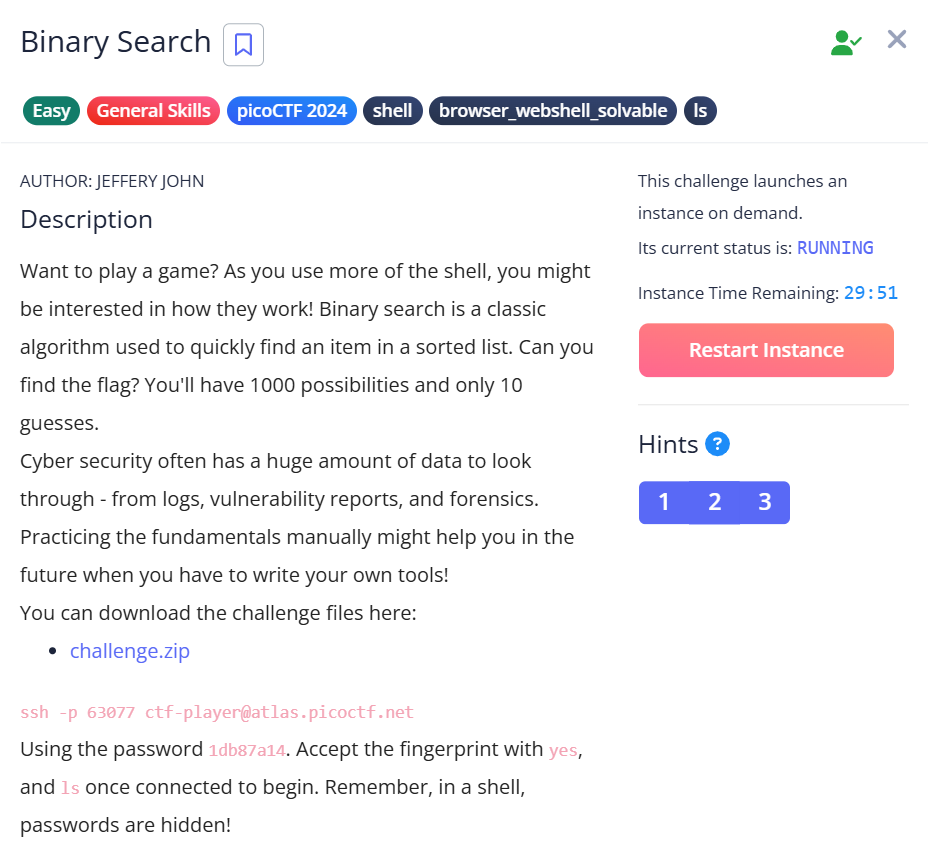 Binary Search
Easy General Skills picoCTF 2024 shell browser_webshell_solvable ls
AUTHOR: JEFFERY JOHN
Description
Want to play a game? As you use more of the shell, you might
be interested in how they work! Binary search is a classic
algorithm used to quickly find an item in a sorted list. Can you
find the flag? You'll have 1000 possibilities and only 10
guesses.
Cyber security often has a huge amount of data to look
through - from logs, vulnerability reports, and forensics.
Practicing the fundamentals manually might help you in the
future when you have to write your own tools!
You can download the challenge files here:
• challenge.zip
ssh -p 63077 ctf-player@atlas.picoctf.net
Using the password 1db87a14. Accept the fingerprint with yes,
and ls once connected to begin. Remember, in a shell,
passwords are hidden!
This challenge launches an
instance on demand.
Its current status is: RUNNING
Instance Time Remaining: 29:51
Restart Instance
Hints ?
1 2 3